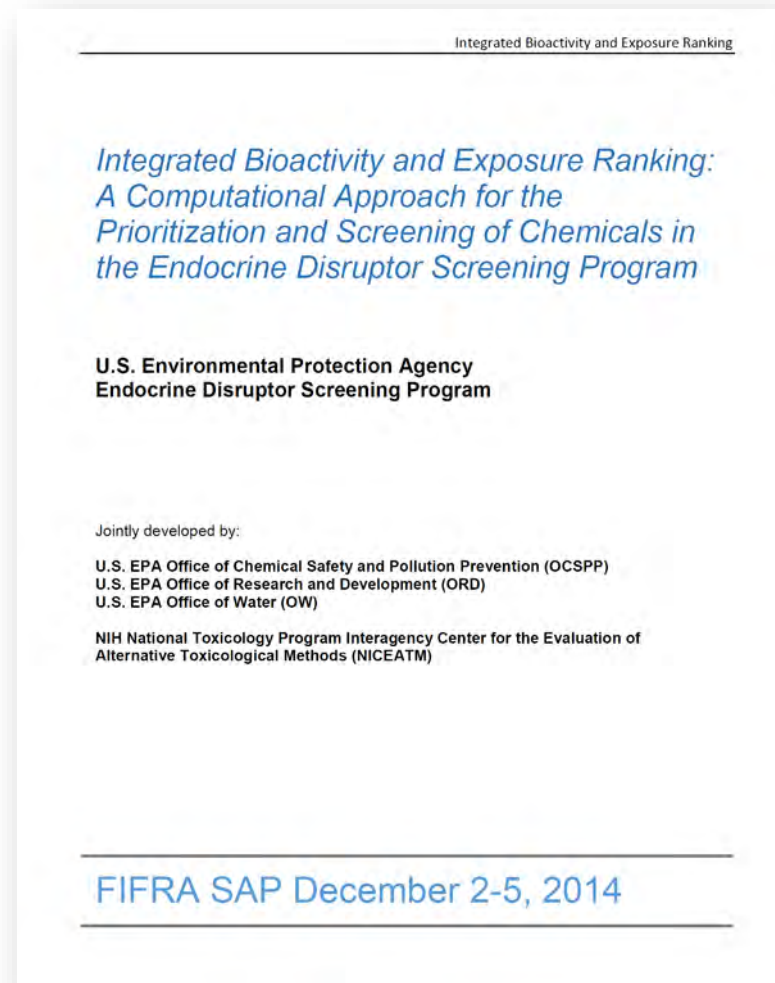 Integrated Bioactivity and Exposure Ranking
Integrated Bioactivity and Exposure Ranking:
A Computational Approach for the
Prioritization and Screening of Chemicals in
the Endocrine Disruptor Screening Program
U.S. Environmental Protection Agency
Endocrine Disruptor Screening Program
Jointly developed by:
U.S. EPA Office of Chemical Safety and Pollution Prevention (OCSPP)
U.S. EPA Office of Research and Development (ORD)
U.S. EPA Office of Water (OW)
NIH National Toxicology Program Interagency Center for the Evaluation of
Alternative Toxicological Methods (NICEATM)
FIFRA SAP December 2-5, 2014